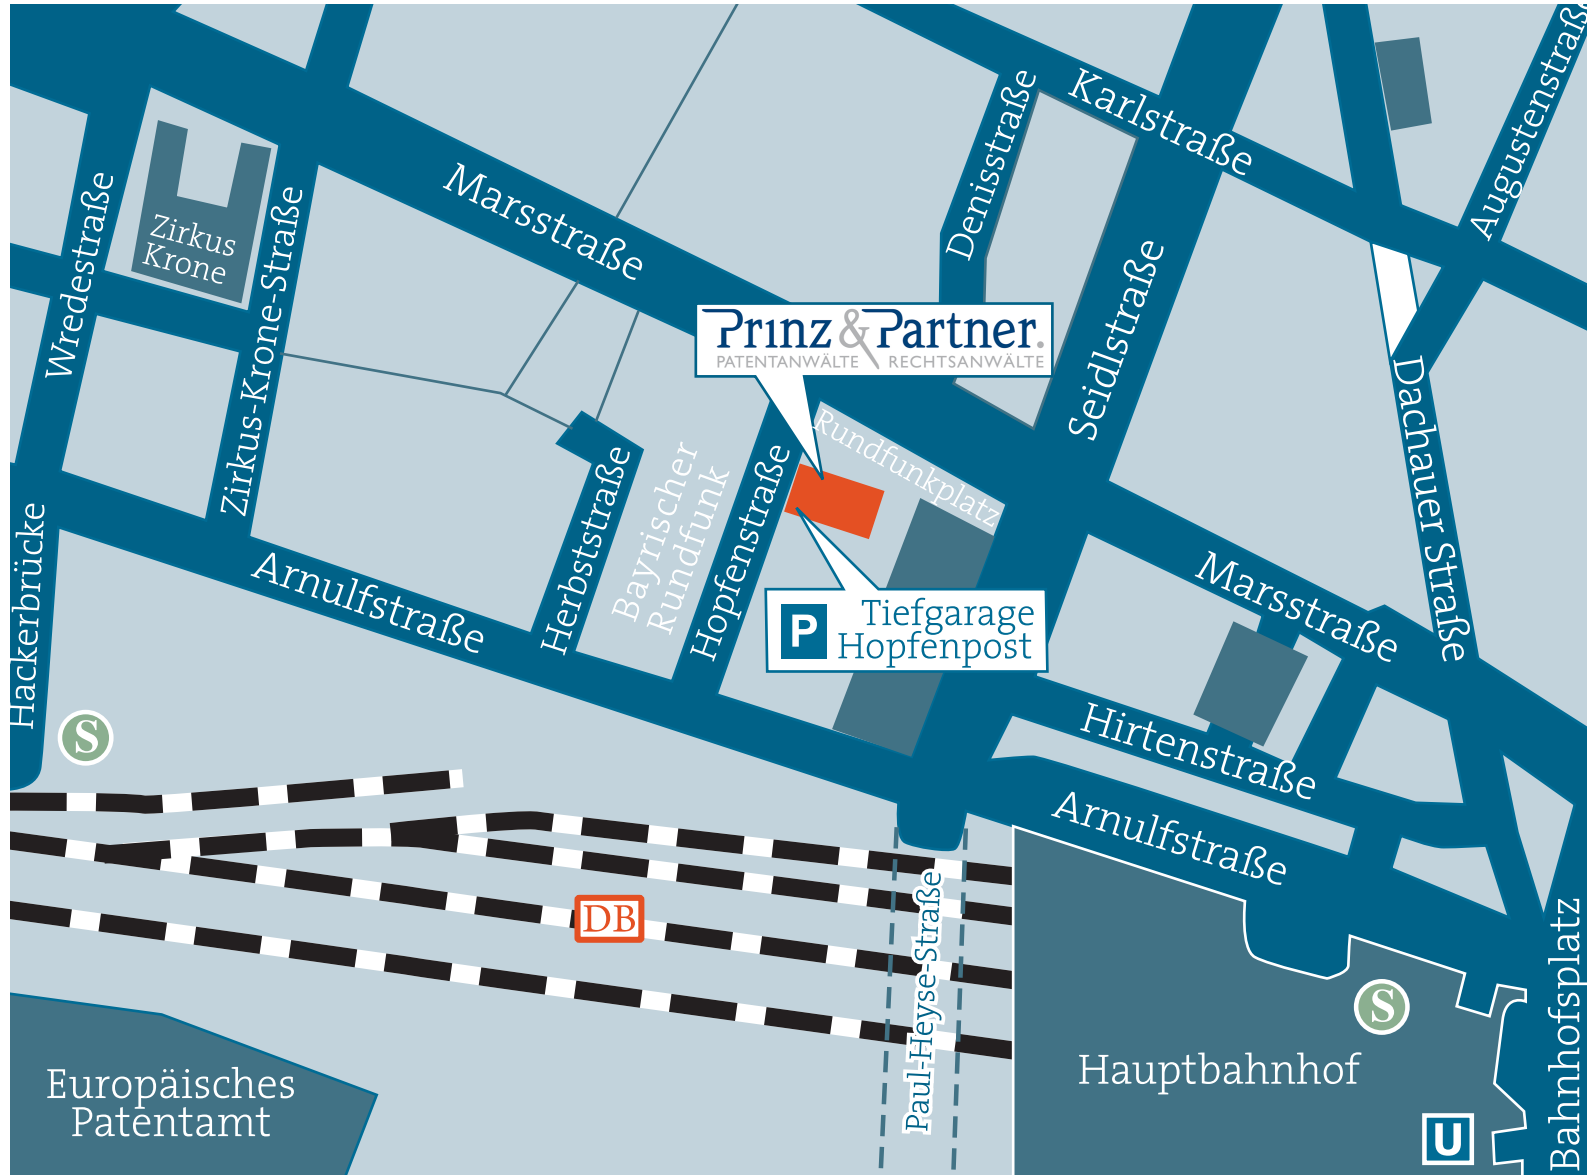 Karlstraße
Augustenstraße
Denisstraße
Marsstraße
Wredestraße
Zirkus
Krone
Zirkus-Krone-Straße
Seidlstraße
Prinz & Partner.
PATENTANWÄLTE RECHTSANWÄLTE
Dachauer Straße
Rundfunkplatz
Bayrischer
Rundfunk
Herbststraße
Hopfenstraße
Hackerbrücke
Arnulfstraße
P
Tiefgarage
Hopfenpost
Marsstraße
Hirtenstraße
S
Arnulfstraße
DB
Paul-Heyse-Straße
Bahnhofsplatz
S
Hauptbahnhof
Europäisches
Patentamt
U